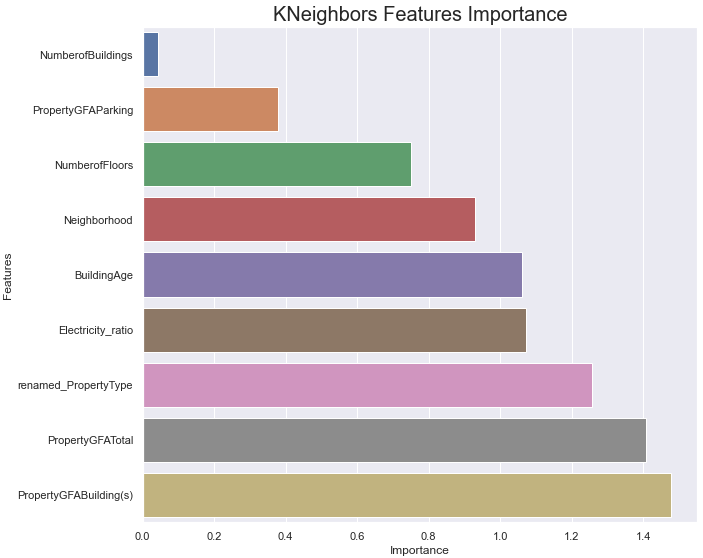 KNeighbors Features Importance
NumberofBuildings
PropertyGFAParking
NumberofFloors
Neighborhood
BuildingAge
Electricity_ratio
renamed_PropertyType
PropertyGFATotal
PropertyGFABuilding(s)
Features
0.0 0.2 0.4 0.6 0.8 1.0 1.2 1.4
Importance